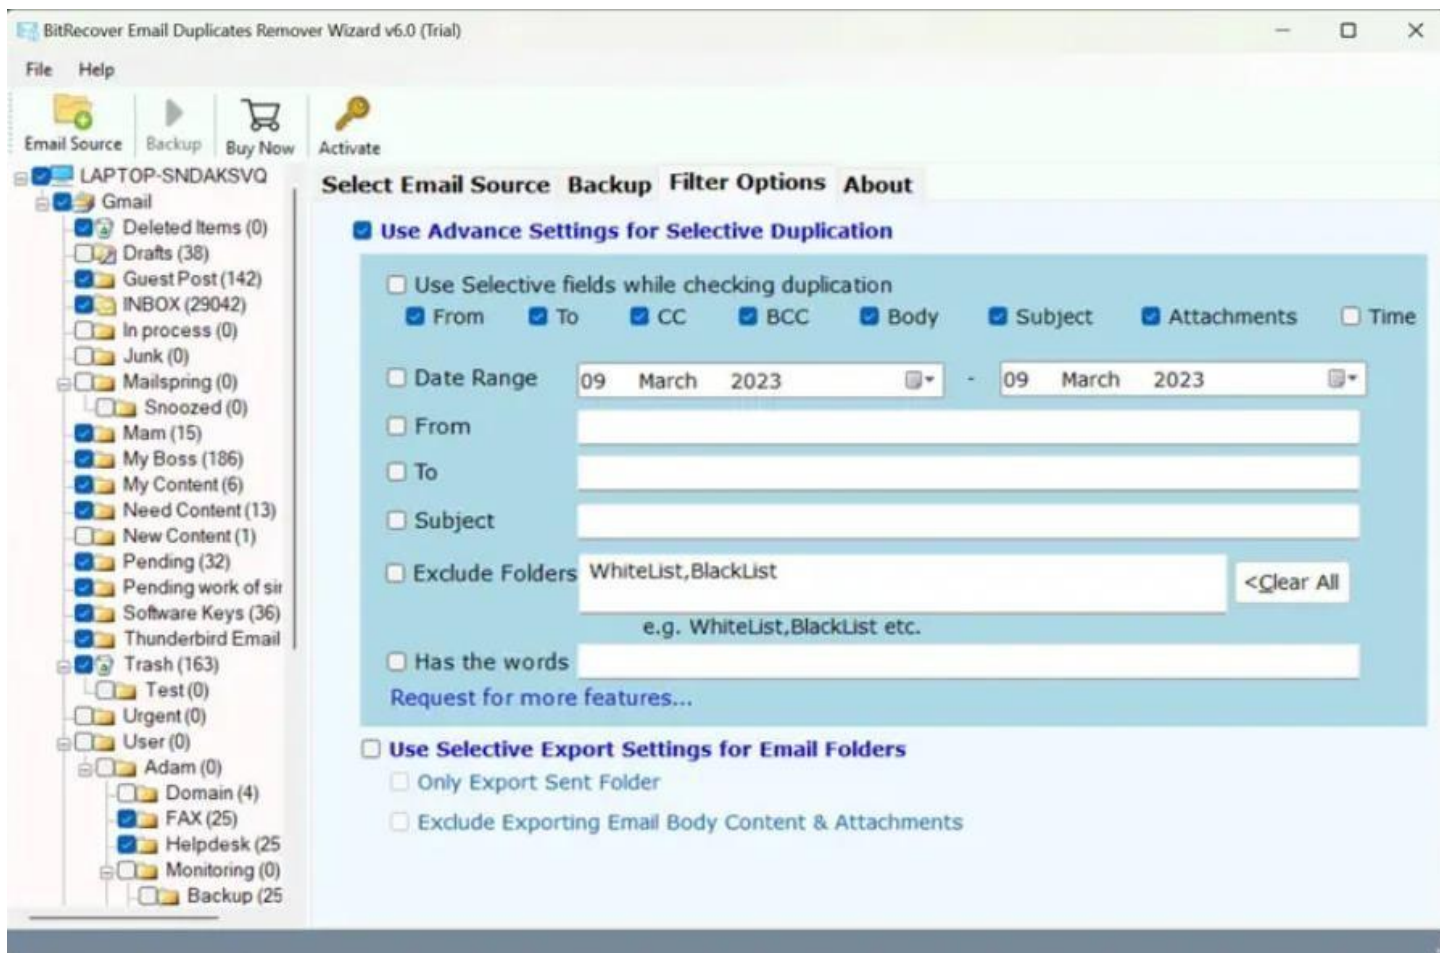 BitRecover Email Duplicates Remover Wizard v6.0 (Trial)
File Help
Email Source Backup Buy Now Activate
LAPTOP-SNDAKSVQ
Gmail
Deleted Items (0)
Drafts (38)
Guest Post (142)
INBOX (29042)
In process (0)
Junk (0)
Mailspring (0)
Snoozed (0)
Mam (15)
My Boss (186)
My Content (6)
Need Content (13)
New Content (1)
Pending (32)
Pending work of sir
Software Keys (36)
Thunderbird Email
Trash (163)
Test (0)
Urgent (0)
User (0)
Adam (0)
Domain (4)
FAX (25)
Helpdesk (25
Monitoring (0)
Backup (25
Select Email Source Backup Filter Options About
Use Advance Settings for Selective Duplication
Use Selective fields while checking duplication
From To CC BCC Body Subject Attachments Time
Date Range 09 March 2023 - 09 March 2023
From
To
Subject
Exclude Folders WhiteList,BlackList <Clear All
e.g. WhiteList,BlackList etc.
Has the words
Request for more features...
Use Selective Export Settings for Email Folders
Only Export Sent Folder
Exclude Exporting Email Body Content & Attachments